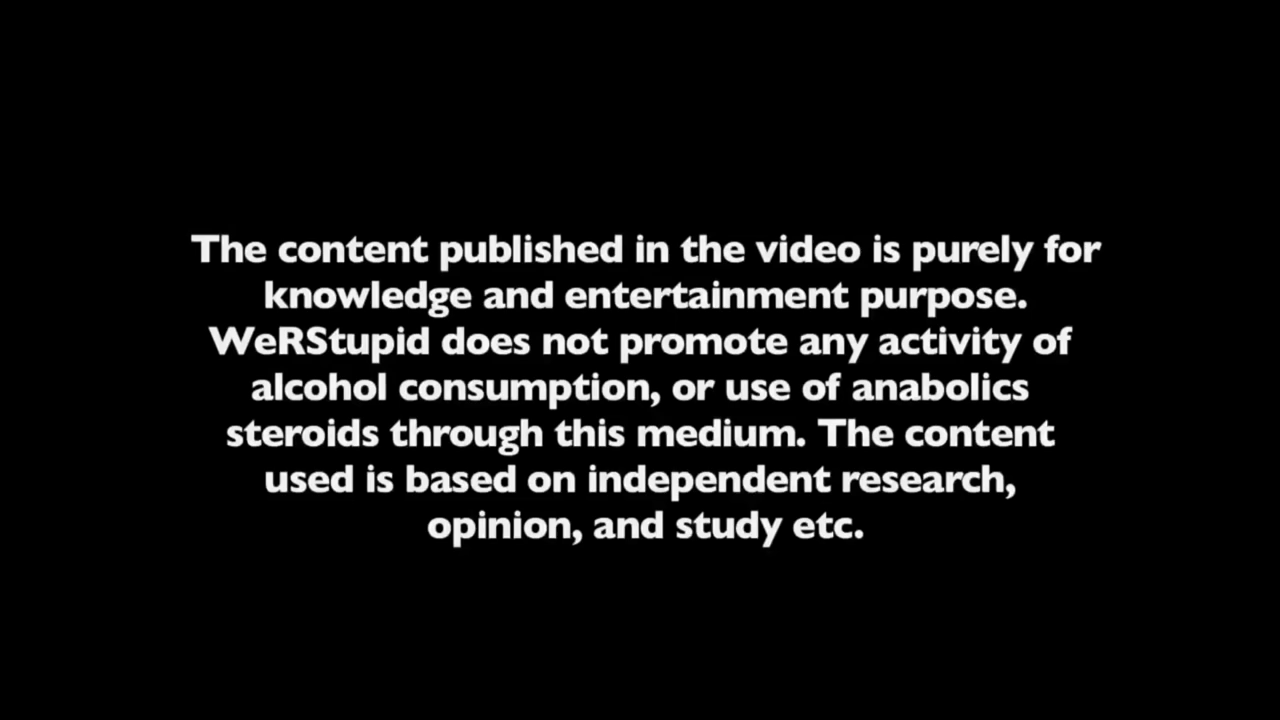 The content published in the video is purely for
knowledge and entertainment purpose.
WeRStupid does not promote any activity of
alcohol consumption, or use of anabolics
steroids through this medium. The content
used is based on independent research,
opinion, and study etc.